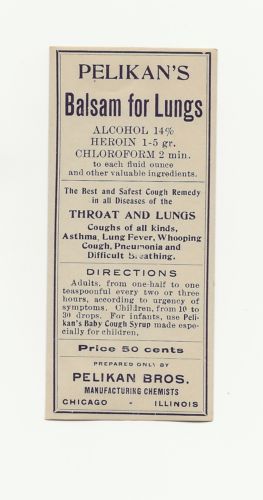 PELIKAN'S
Balsam for Lungs
ALCOHOL 14%
HEROIN 1-5 gr.
CHLOROFORM 2 min.
to each fluid ounce
and other valuable ingredients.
The Best and Safest Cough Remedy
in all Diseases of the
THROAT AND LUNGS
Coughs of all kinds,
Asthma, Lung Fever, Whooping
Cough, Pneumonia and
Difficult Breathing.
DIRECTIONS
Adults, from one-half to one
teaspoonful every two or three
hours, according to urgency of
symptoms. Children, from 10 to
30 drops. For infants, use Peli-
kan's Baby Cough Syrup made espe-
cially for children.
Price 50 cents
PREPARED ONLY BY
PELIKAN BROS.
MANUFACTURING CHEMISTS
CHICAGO - ILLINOIS